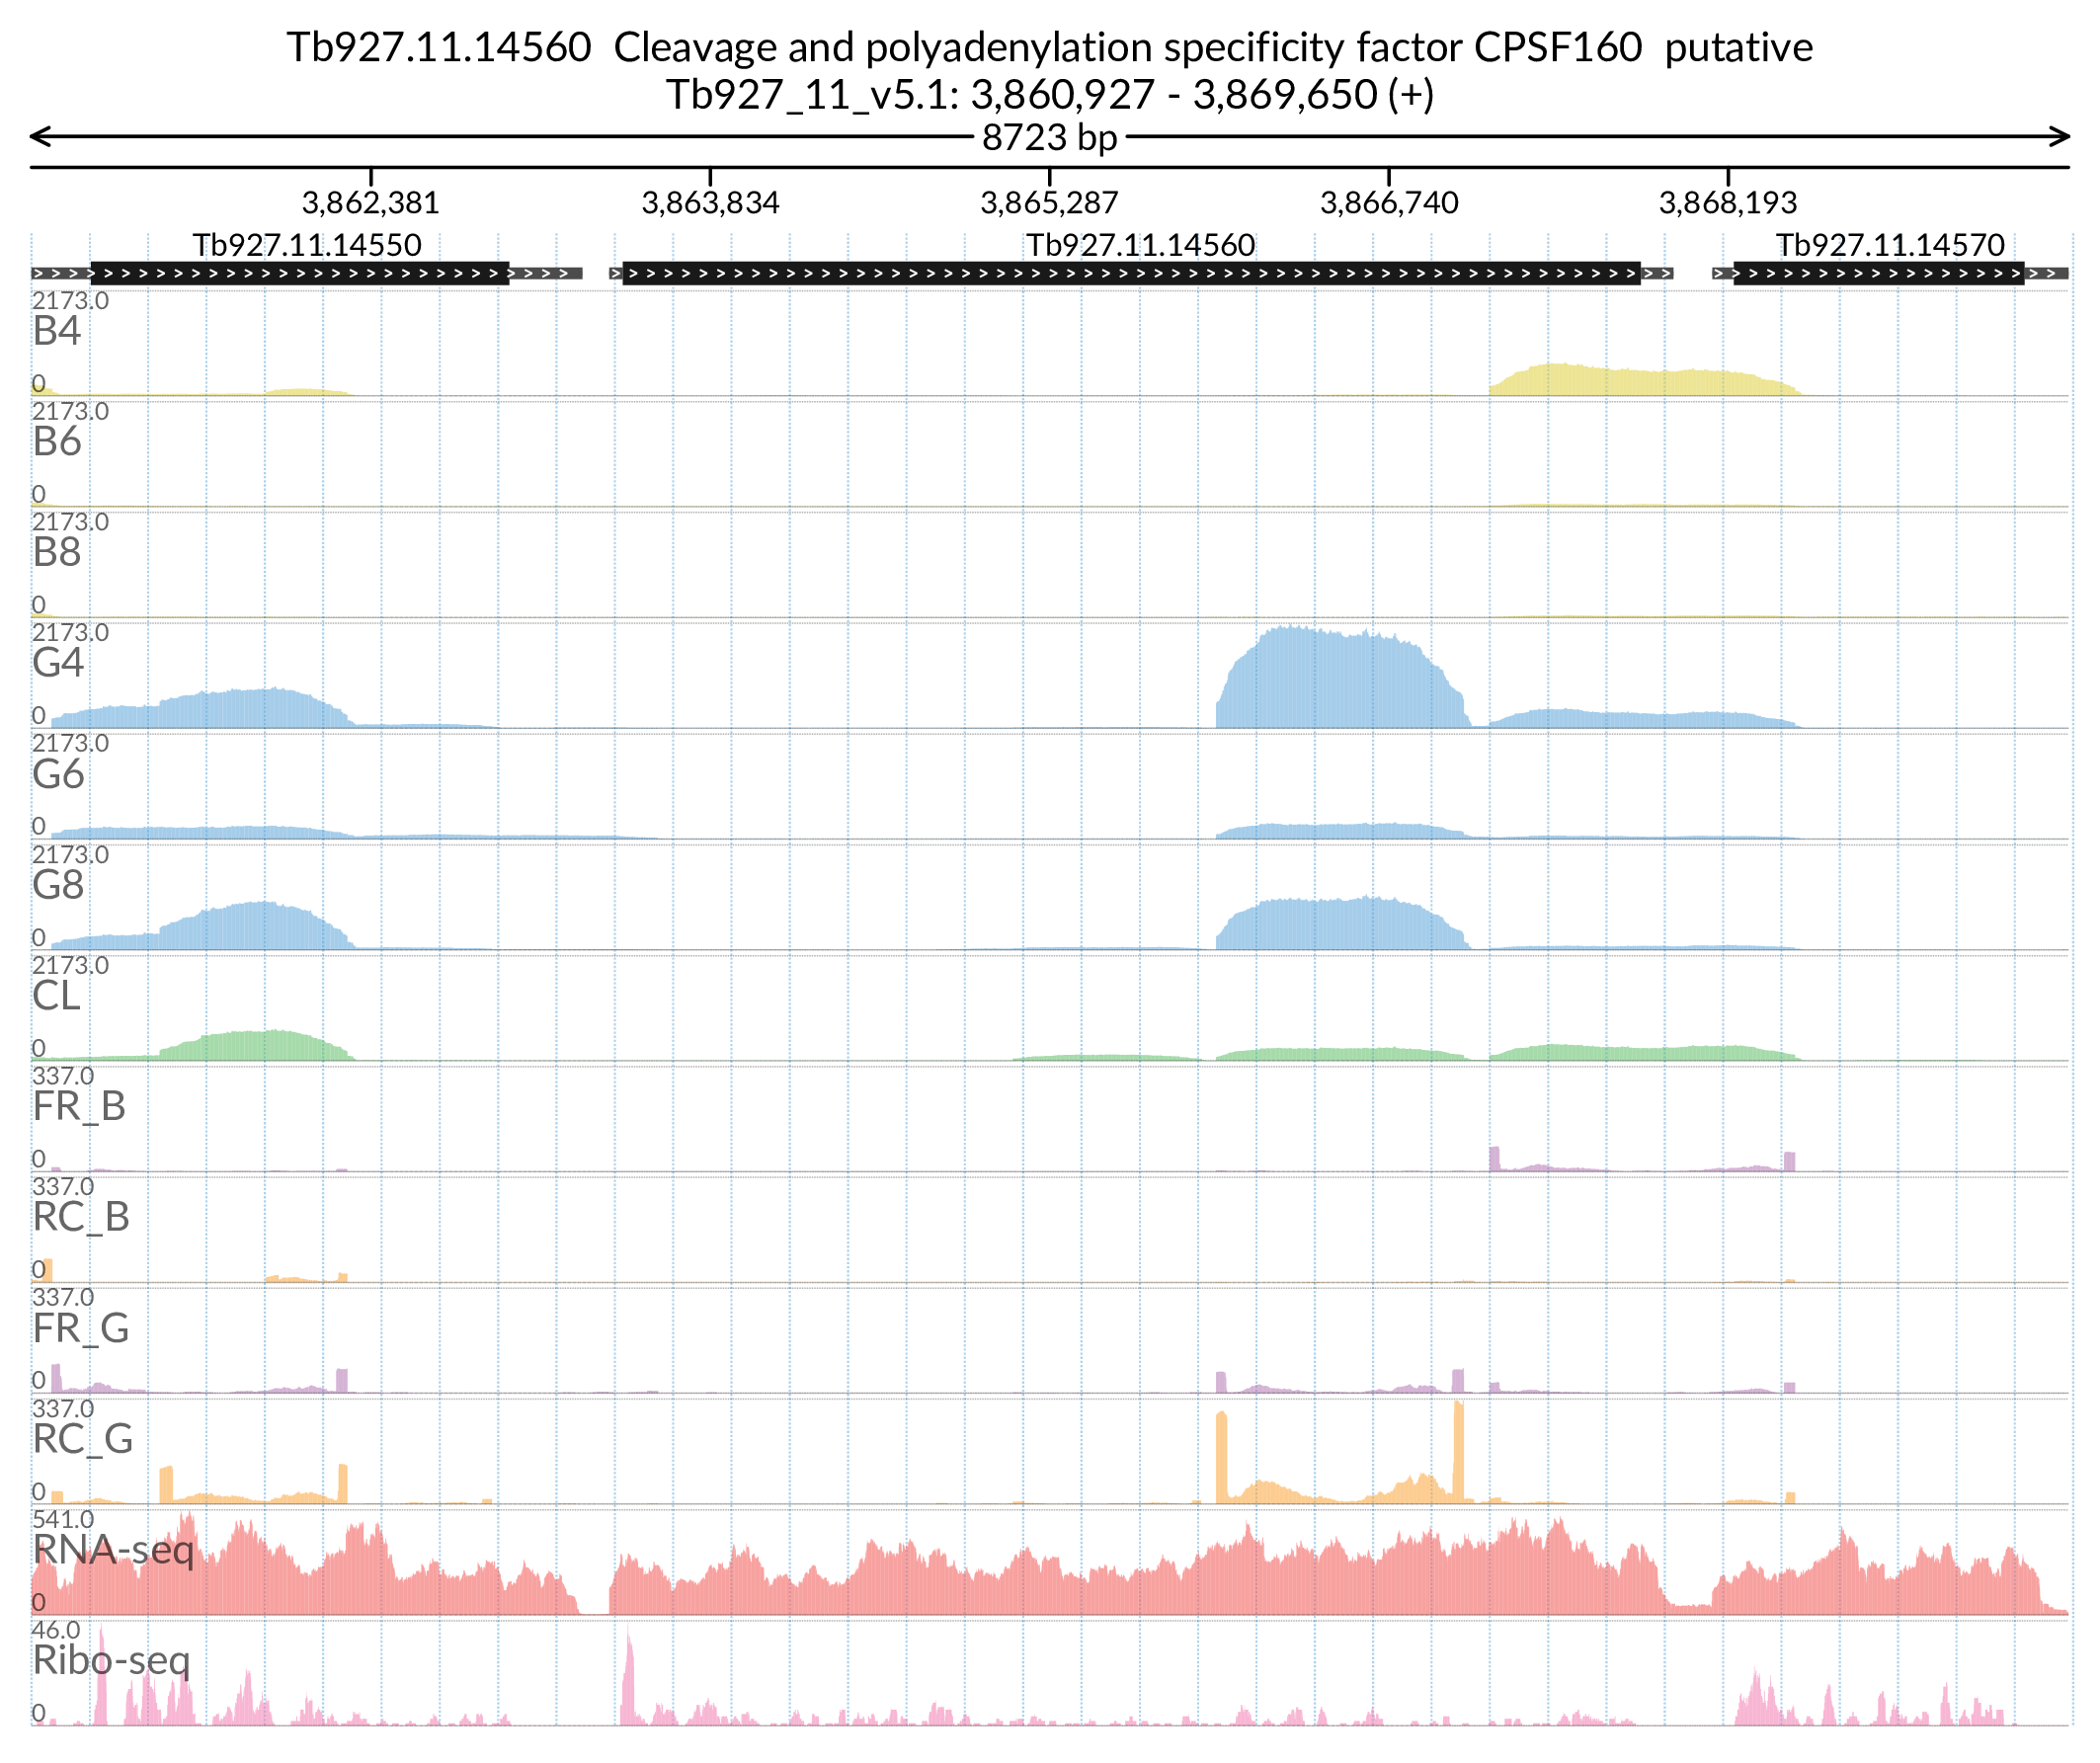 Tb927.11.14560  Cleavage and polyadenylation specificity factor CPSF160  putative
Tb927_11_v5.1: 3,860,927 - 3,869,650 (+)
8723 bp
3,862,381 3,863,834 3,865,287 3,866,740 3,868,193
Tb927.11.14550 Tb927.11.14560 Tb927.11.14570
2173.0
B4
0
2173.0
B6
0
2173.0
B8
0
2173.0
G4
0
2173.0
G6
0
2173.0
G8
0
2173.0
CL
0
337.0
FR_B
0
337.0
RC_B
0
337.0
FR_G
0
337.0
RC_G
0
541.0
RNA-seq
0
46.0
Ribo-seq
0